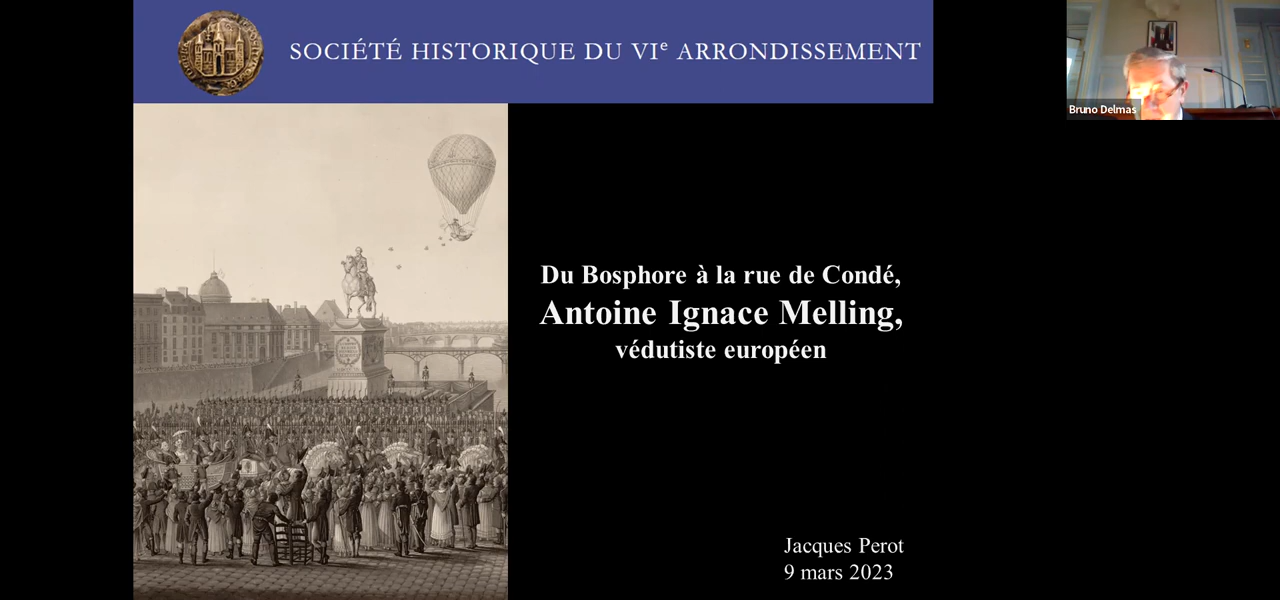 SOCIÉTÉ HISTORIQUE DU VIe ARRONDISSEMENT
Bruno Delmas
Du Bosphore à la rue de Condé,
Antoine Ignace Melling,
védutiste européen
Jacques Perot
9 mars 2023